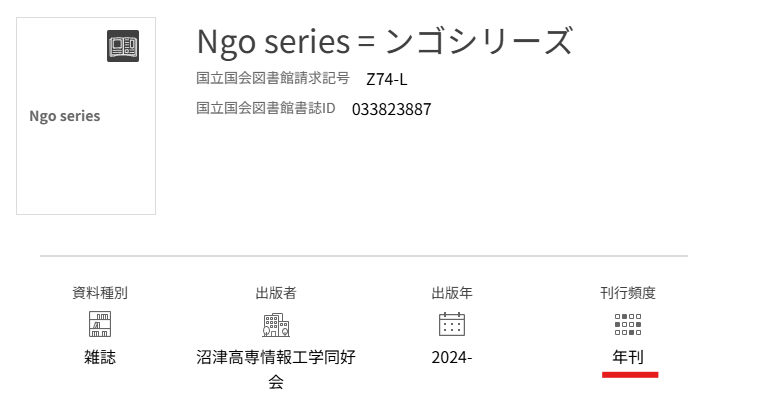 Ngo series = ンゴシリーズ
国立国会図書館請求記号 Z74-L
国立国会図書館書誌ID 033823887
Ngo series
資料種別 出版者 出版年 刊行頻度
雑誌 沼津高専情報工学同好会 2024- 年刊